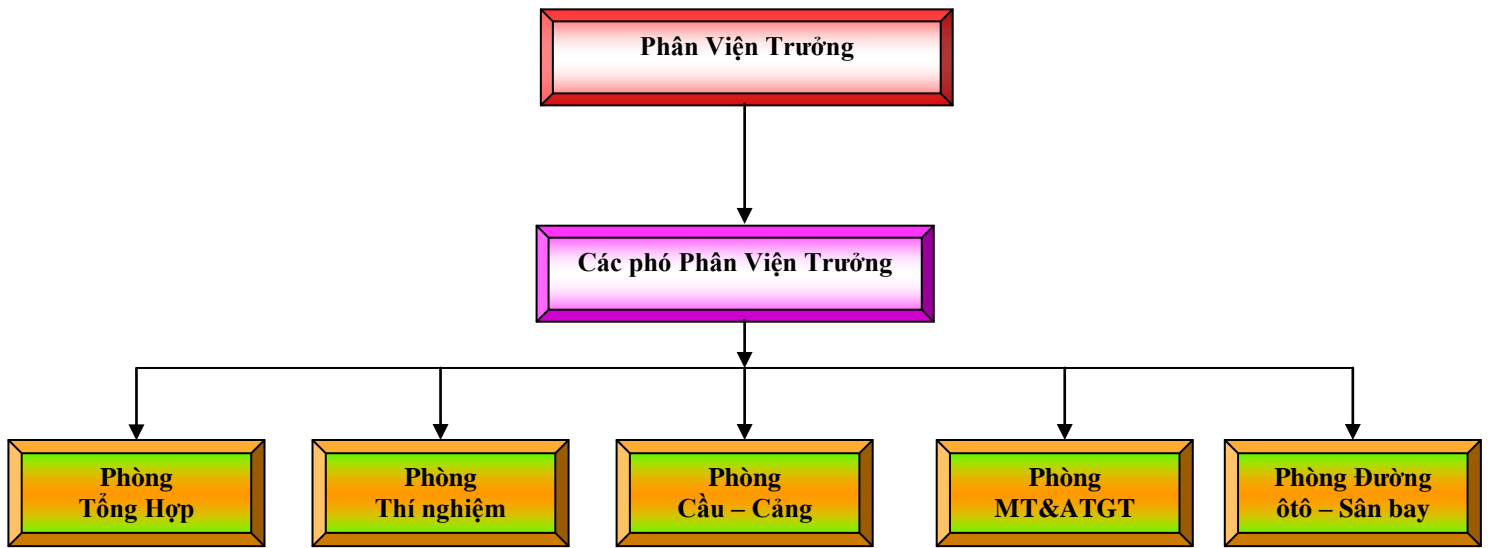 Phân Viện Trưởng
Các phó Phân Viện Trưởng
Phòng
Tổng Hợp
Phòng
Thí nghiệm
Phòng
Cầu – Cảng
Phòng
MT&ATGT
Phòng Đường
ôtô – Sân bay